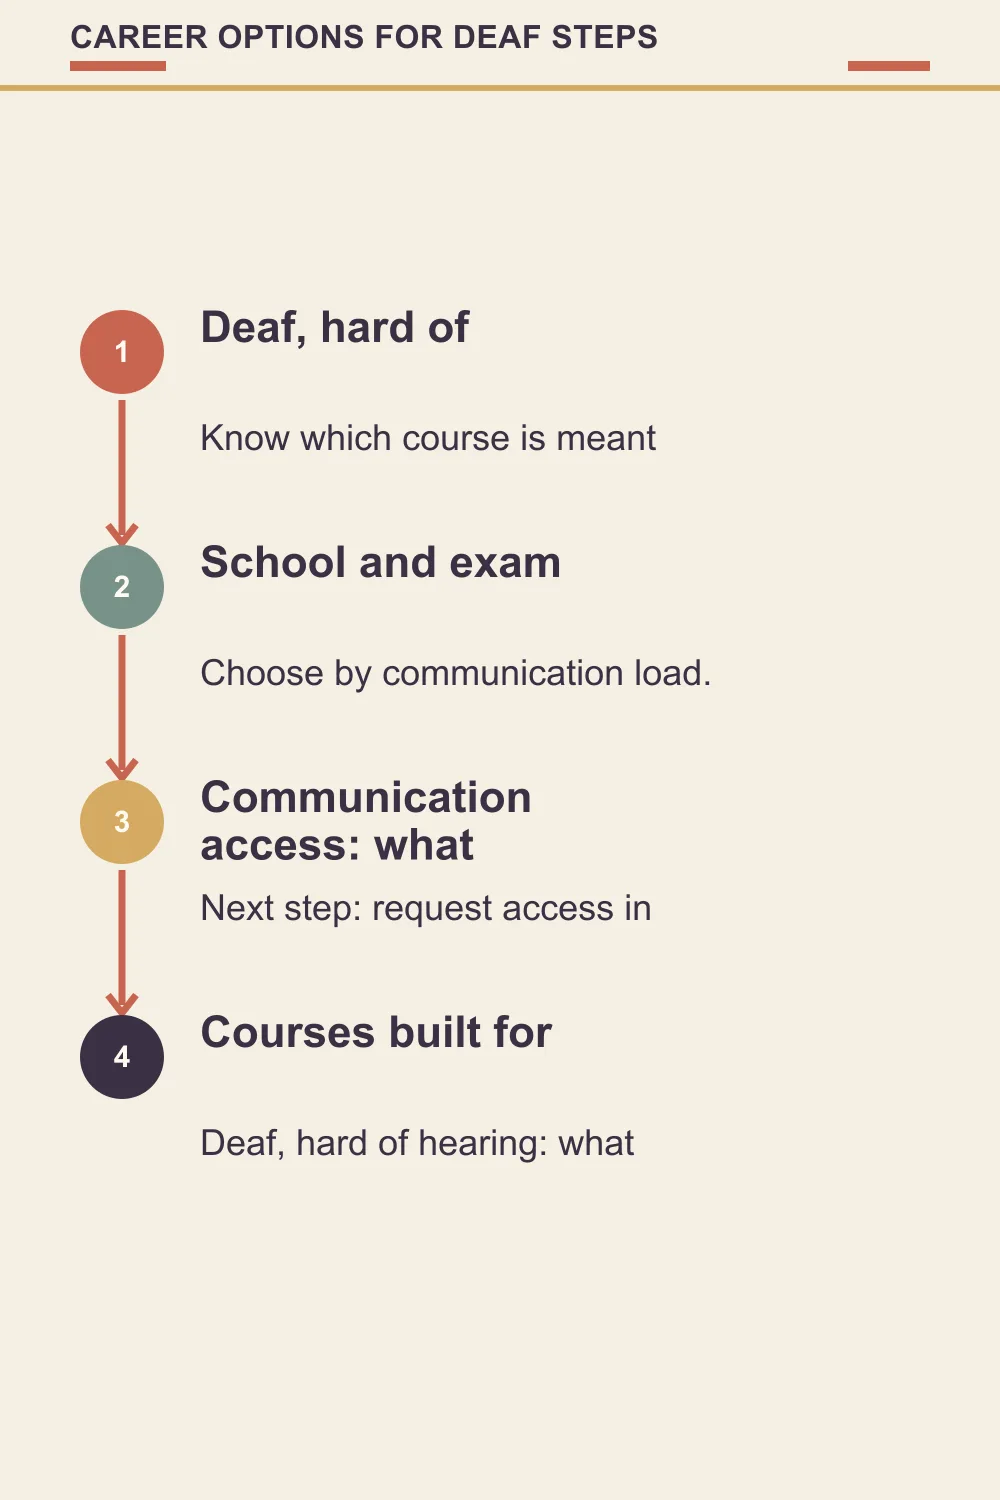 CAREER OPTIONS FOR DEAF STEPS
1
Deaf, hard of
Know which course is meant
2
School and exam
Choose by communication load.
3
Communication
access: what
Next step: request access in
4
Courses built for
Deaf, hard of hearing: what